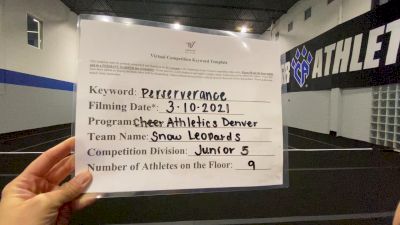 Virtual Competition Keyword Template
Keyword: Perserverance
Filming Date*: 3-10-2021
Program: Cheer Athletics Denver
Team Name: Snow Leopards
Competition Division: Junior 5
Number of Athletes on the Floor: 9
ATHLET